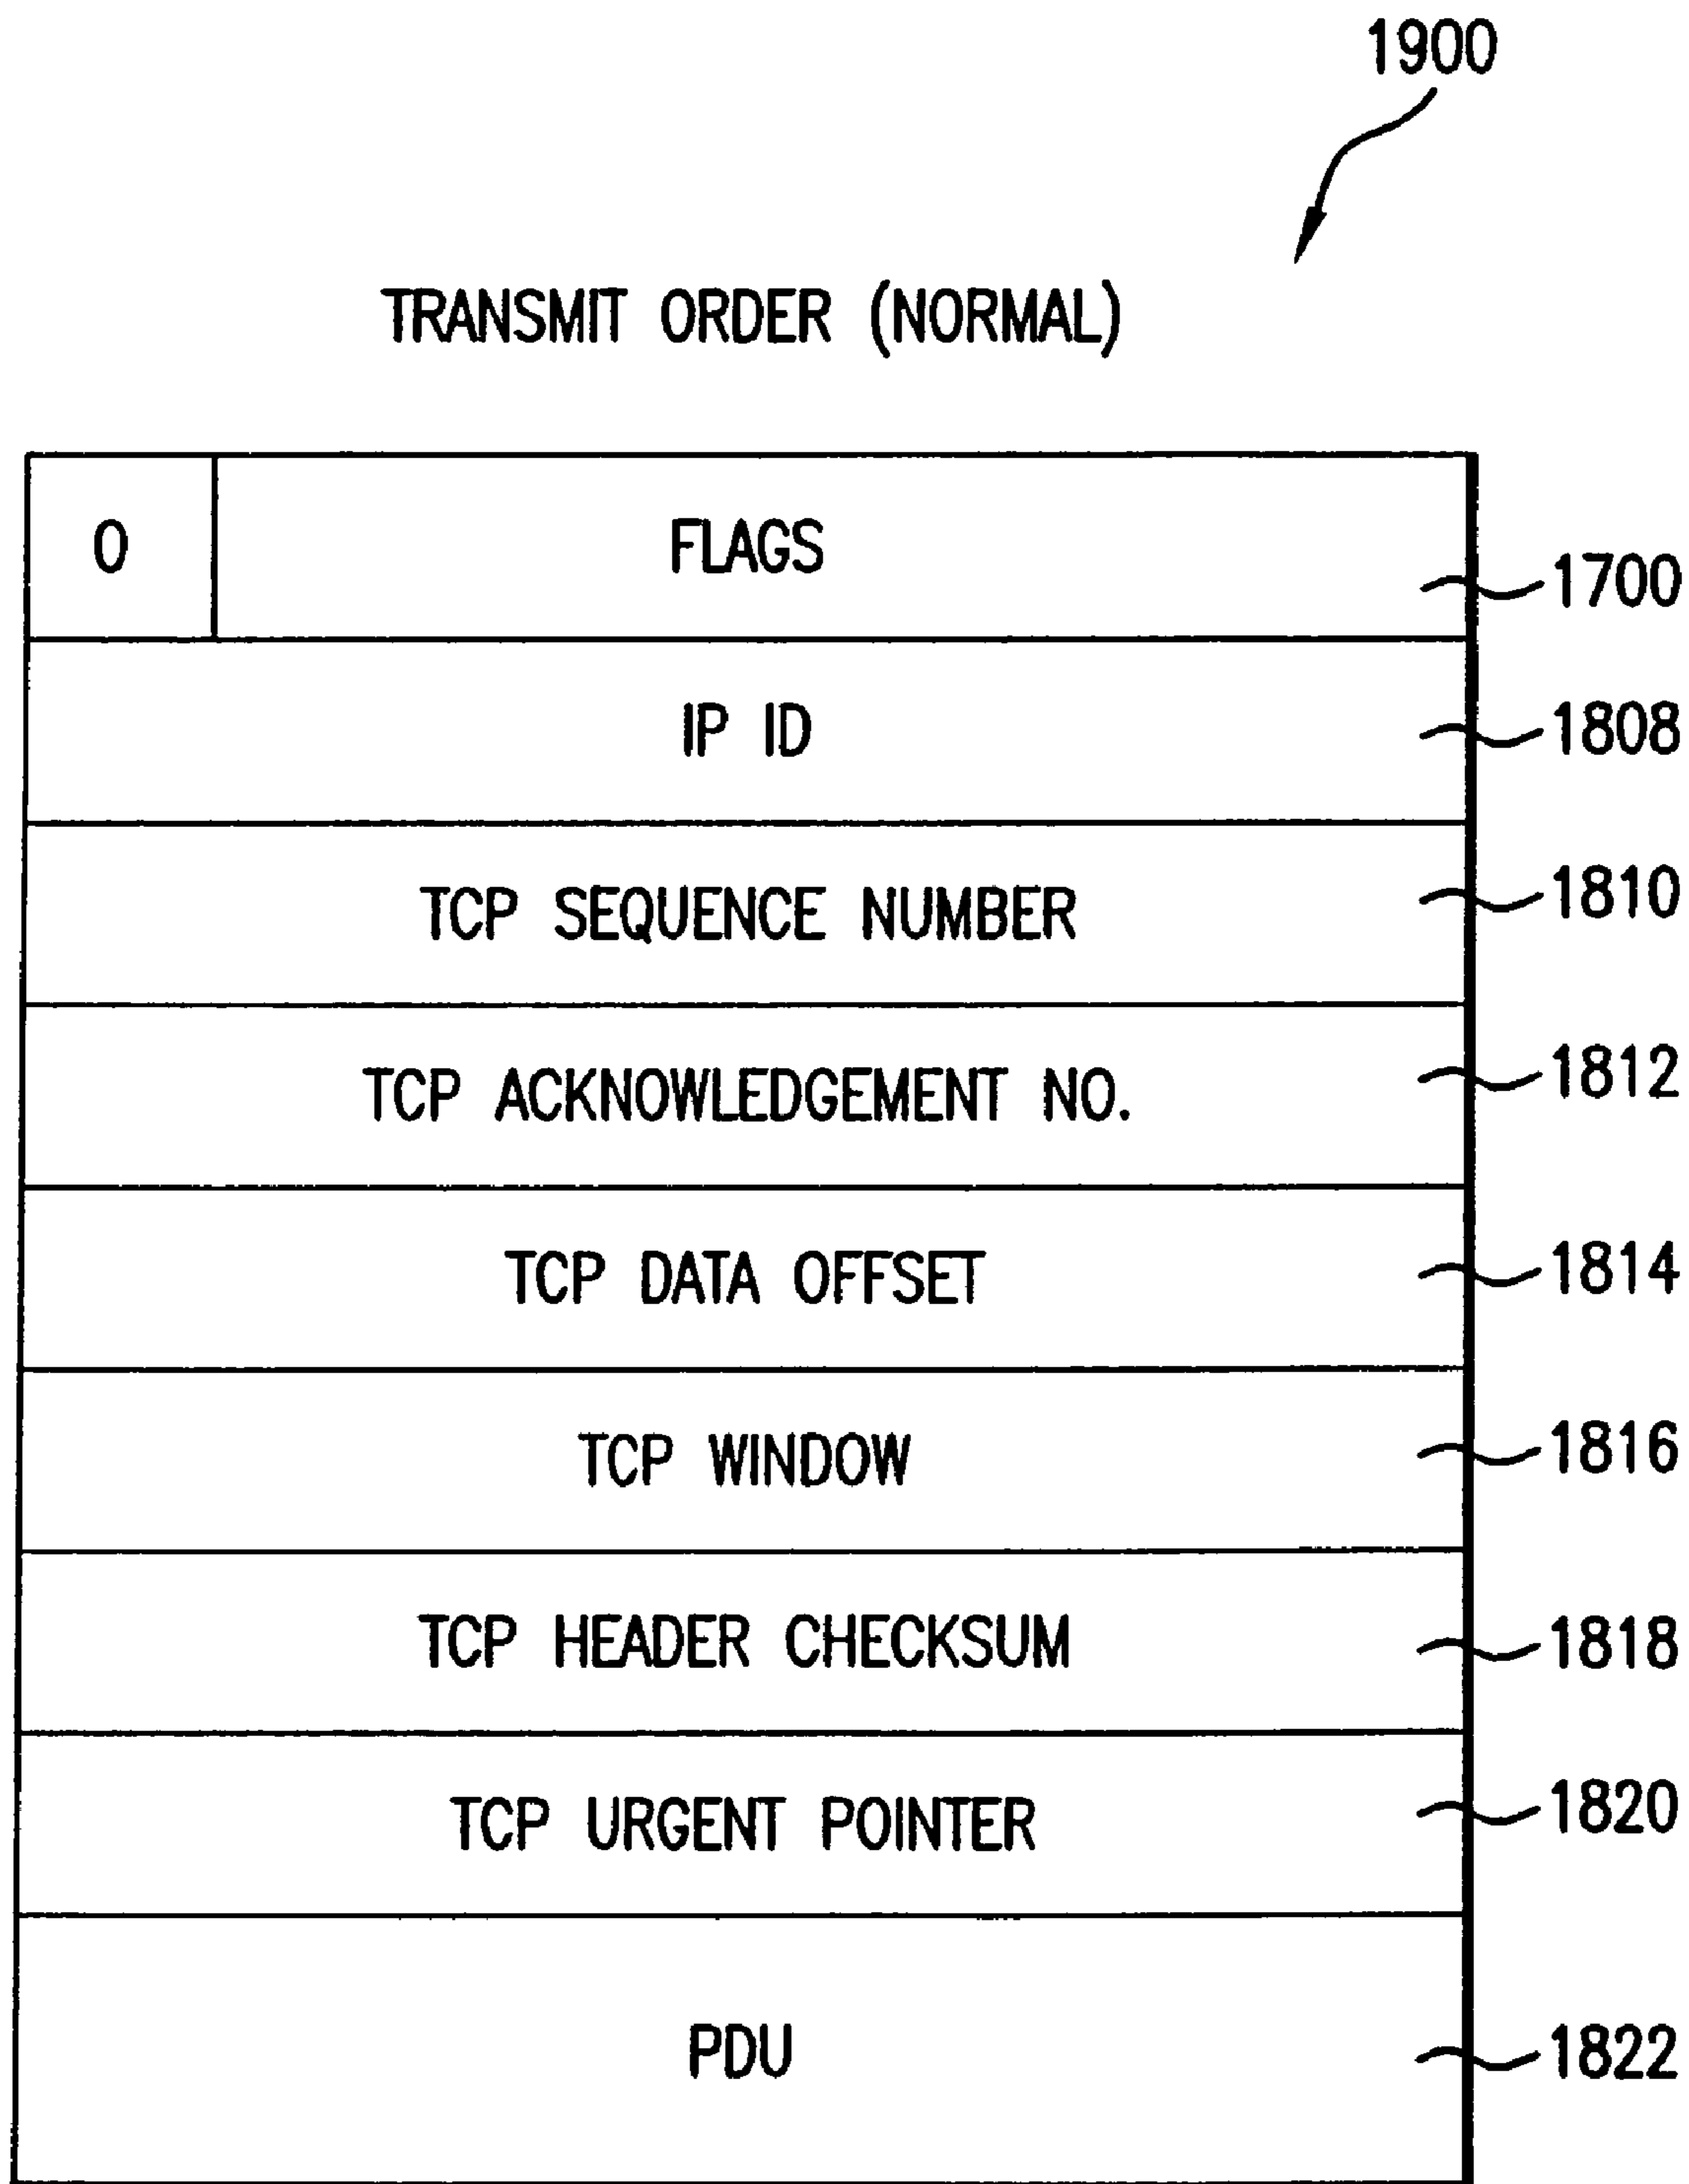 1900
TRANSMIT ORDER (NORMAL)
0 FLAGS 1700
IP ID 1808
TCP SEQUENCE NUMBER 1810
TCP ACKNOWLEDGEMENT NO. 1812
TCP DATA OFFSET 1814
TCP WINDOW 1816
TCP HEADER CHECKSUM 1818
TCP URGENT POINTER 1820
PDU 1822